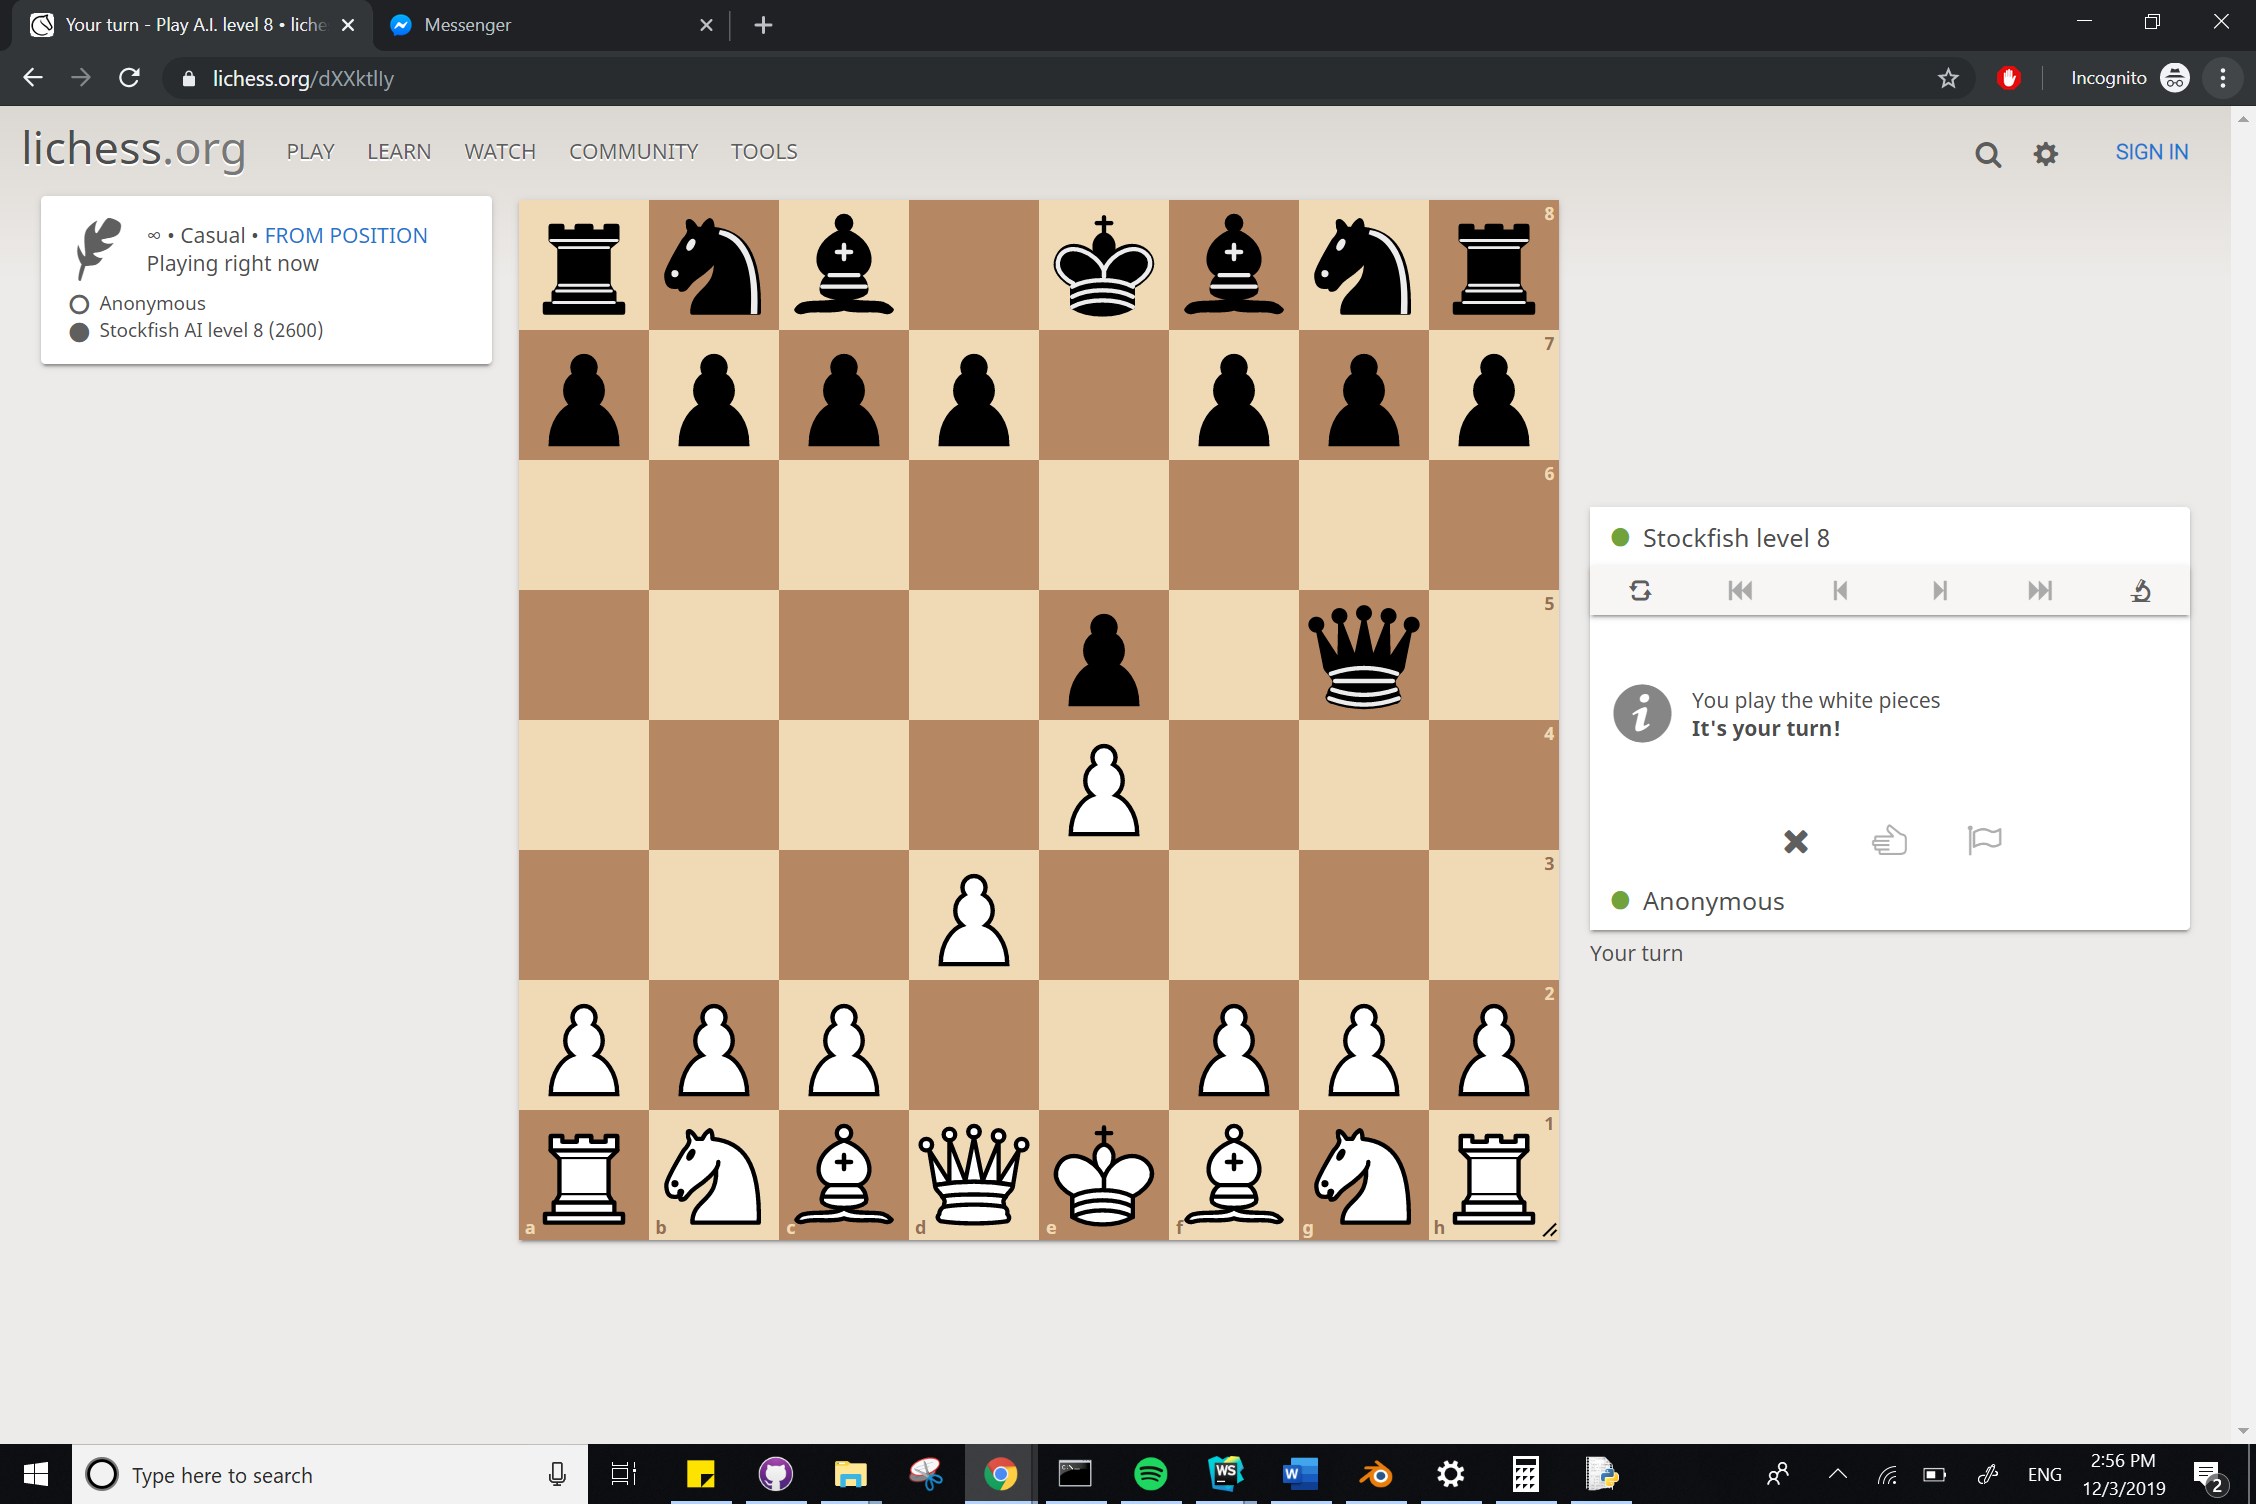 Your turn - Play A.I. level 8 • liche
Messenger
lichess.org/dXXktlly
Incognito
lichess.org
PLAY
LEARN
WATCH
COMMUNITY
TOOLS
SIGN IN
∞ • Casual • FROM POSITION
Playing right now
Anonymous
Stockfish AI level 8 (2600)
8
7
6
5
4
3
2
1
a
b
c
d
e
f
g
h
Stockfish level 8
You play the white pieces
It's your turn!
Anonymous
Your turn
Type here to search
WS
W
ENG
2:56 PM
12/3/2019
2